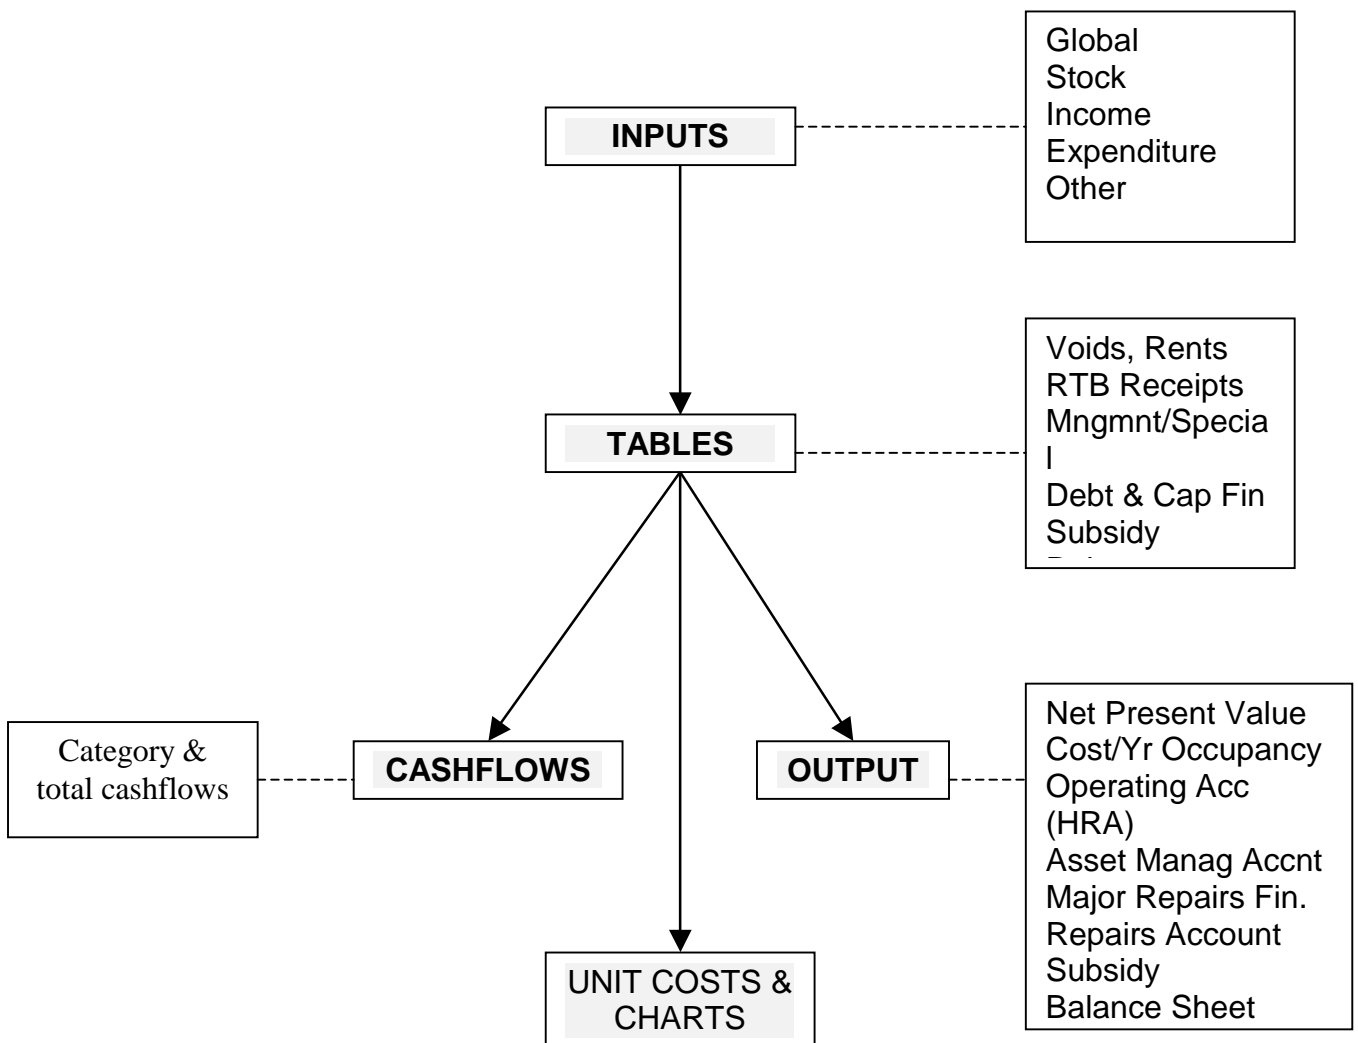 Global
Stock
Income
Expenditure
Other
INPUTS
Voids, Rents
RTB Receipts
Mngmnt/Specia
l
Debt & Cap Fin
Subsidy
TABLES
Net Present Value
Cost/Yr Occupancy
Operating Acc
(HRA)
Asset Manag Accnt
Major Repairs Fin.
Repairs Account
Subsidy
Balance Sheet
Category &
total cashflows
CASHFLOWS
OUTPUT
UNIT COSTS &
CHARTS